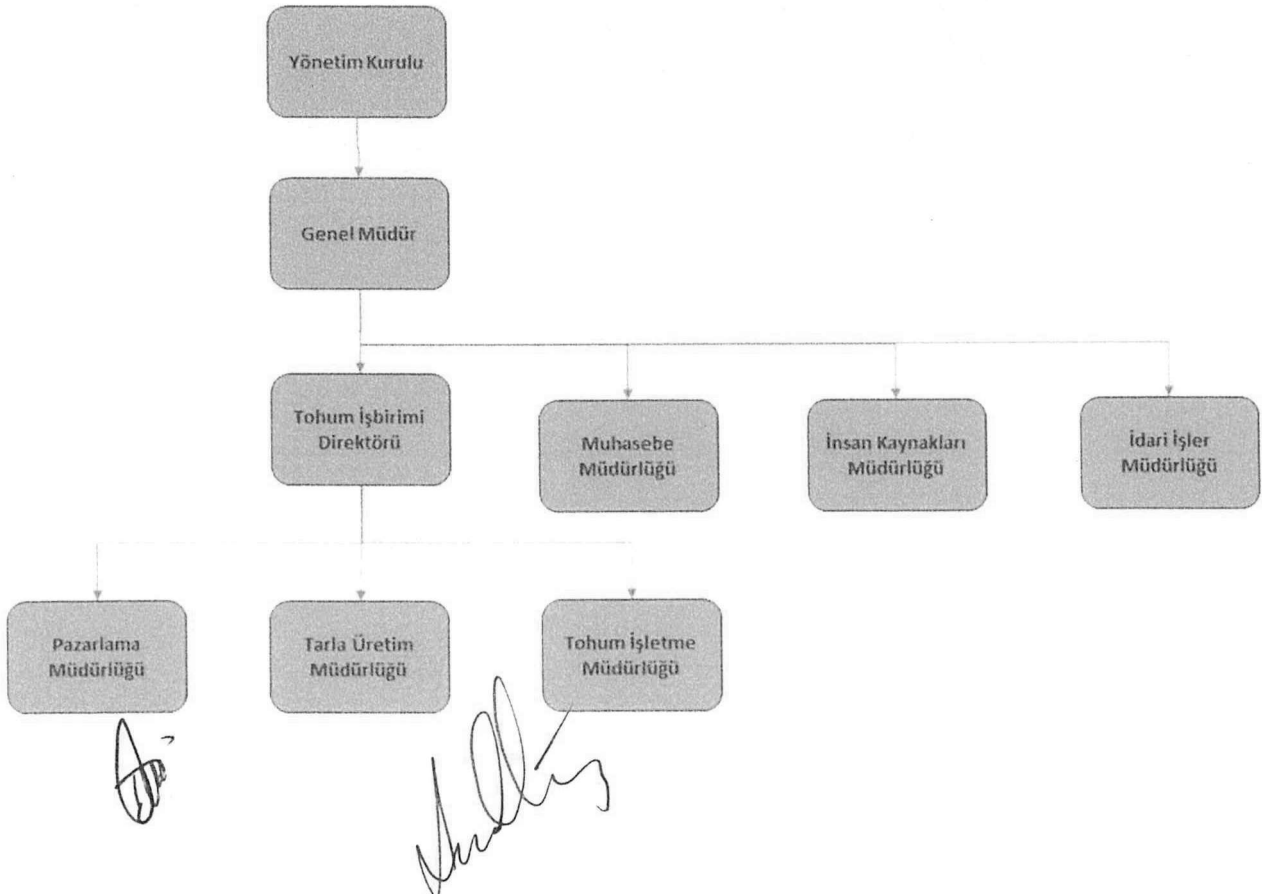 Yönetim Kurulu
Genel Müdür
Tohum İşbirimi
Direktörü
Muhasebe
Müdürlüğü
İnsan Kaynakları
Müdürlüğü
İdari İşler
Müdürlüğü
Pazarlama
Müdürlüğü
Tarla Üretim
Müdürlüğü
Tohum İşletme
Müdürlüğü